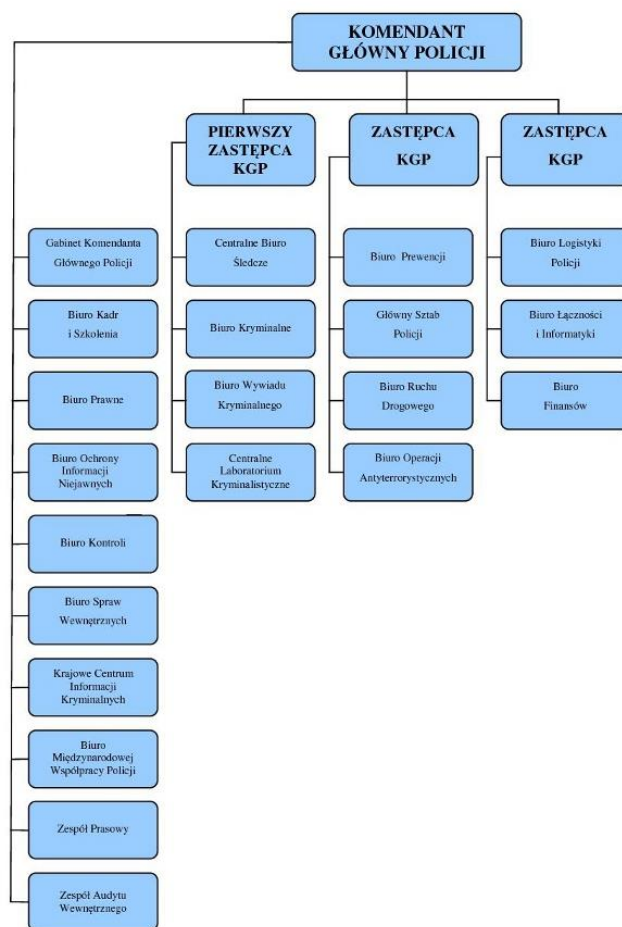 KOMENDANT
GŁÓWNY POLICJI
PIERWSZY
ZASTĘPCA
KGP
ZASTĘPCA
KGP
ZASTĘPCA
KGP
Gabinet Komendanta
Głównego Policji
Biuro Kadr
i Szkolenia
Biuro Prawne
Biuro Ochrony
Informacji
Niejawnych
Biuro Kontroli
Biuro Spraw
Wewnętrznych
Krajowe Centrum
Informacji
Kryminalnych
Biuro
Międzynarodowej
Współpracy Policji
Zespół Prasowy
Zespół Audytu
Wewnętrznego
Centralne Biuro
Śledcze
Biuro Kryminalne
Biuro Wywiadu
Kryminalnego
Centralne
Laboratorium
Kryminalistyczne
Biuro Prewencji
Główny Sztab
Policji
Biuro Ruchu
Drogowego
Biuro Operacji
Antyterrorystycznych
Biuro Logistyki
Policji
Biuro Łączności
i Informatyki
Biuro
Finansów